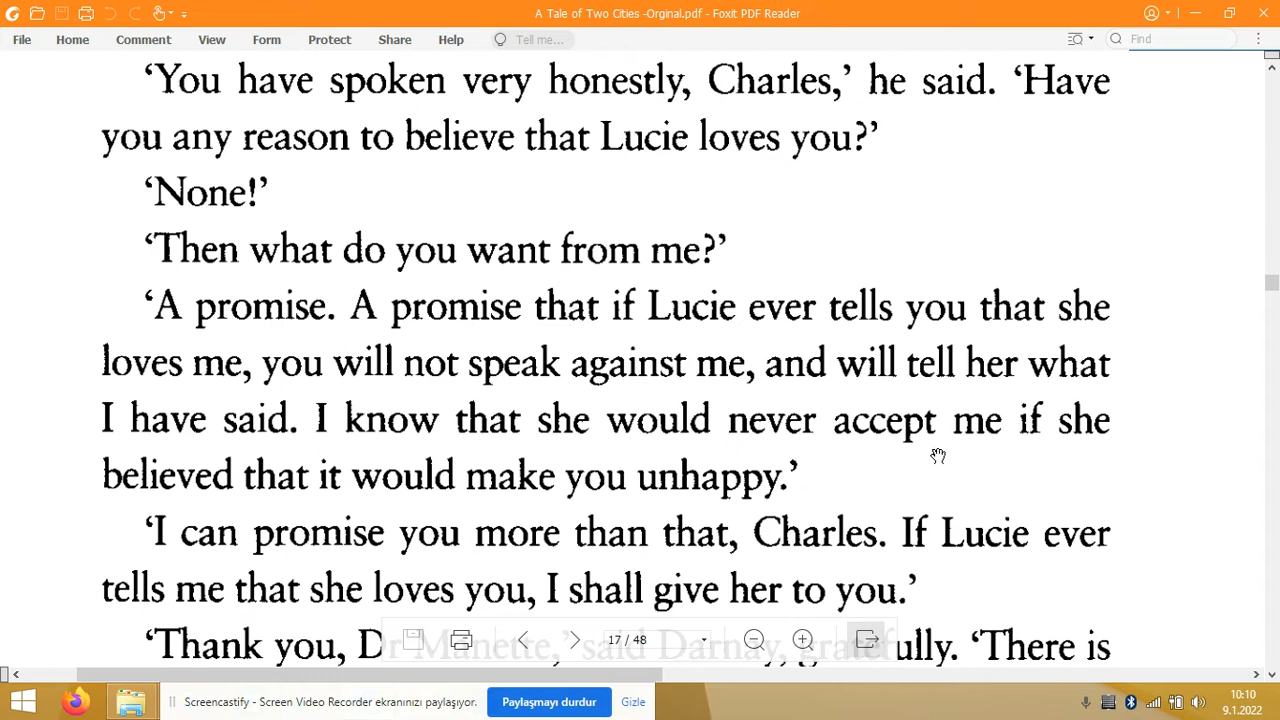 A Tale of Two Cities -Orginal.pdf - Foxit PDF Reader
File Home Comment View Form Protect Share Help Tell me... Find
‘You have spoken very honestly, Charles,’ he said. ‘Have
you any reason to believe that Lucie loves you?’
‘None!’
‘Then what do you want from me?’
‘A promise. A promise that if Lucie ever tells you that she
loves me, you will not speak against me, and will tell her what
I have said. I know that she would never accept me if she
believed that it would make you unhappy.’
‘I can promise you more than that, Charles. If Lucie ever
tells me that she loves you, I shall give her to you.’
‘Thank you, Dr Manette,’ said Darnay, gratefully. ‘There is
17 / 48
Screencastify - Screen Video Recorder ekranınızı paylaşıyor. Paylaşmayı durdur Gizle
10:10
9.1.2022